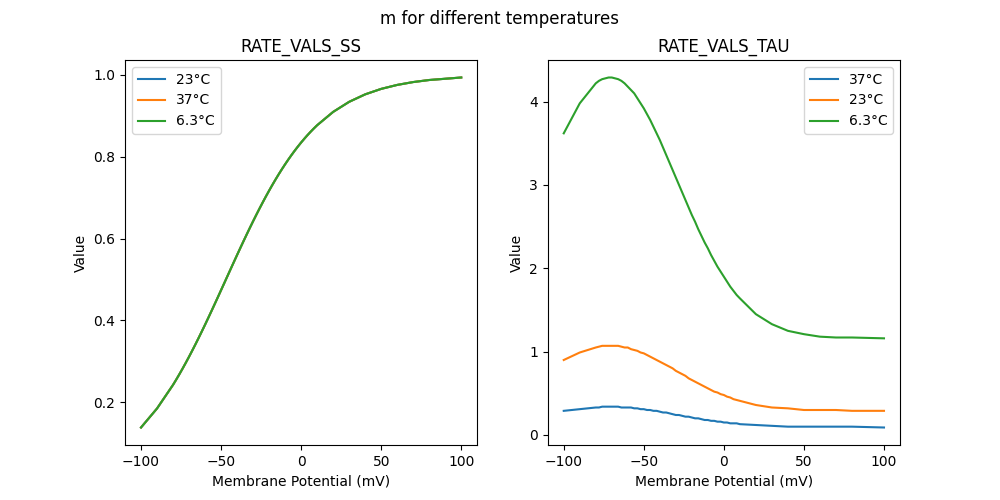 m for different temperatures
RATE_VALS_SS
1.0
0.8
0.6
0.4
0.2
Value
23°C
37°C
6.3°C
−100
−50
0
50
100
Membrane Potential (mV)
RATE_VALS_TAU
4
3
2
1
0
Value
37°C
23°C
6.3°C
−100
−50
0
50
100
Membrane Potential (mV)